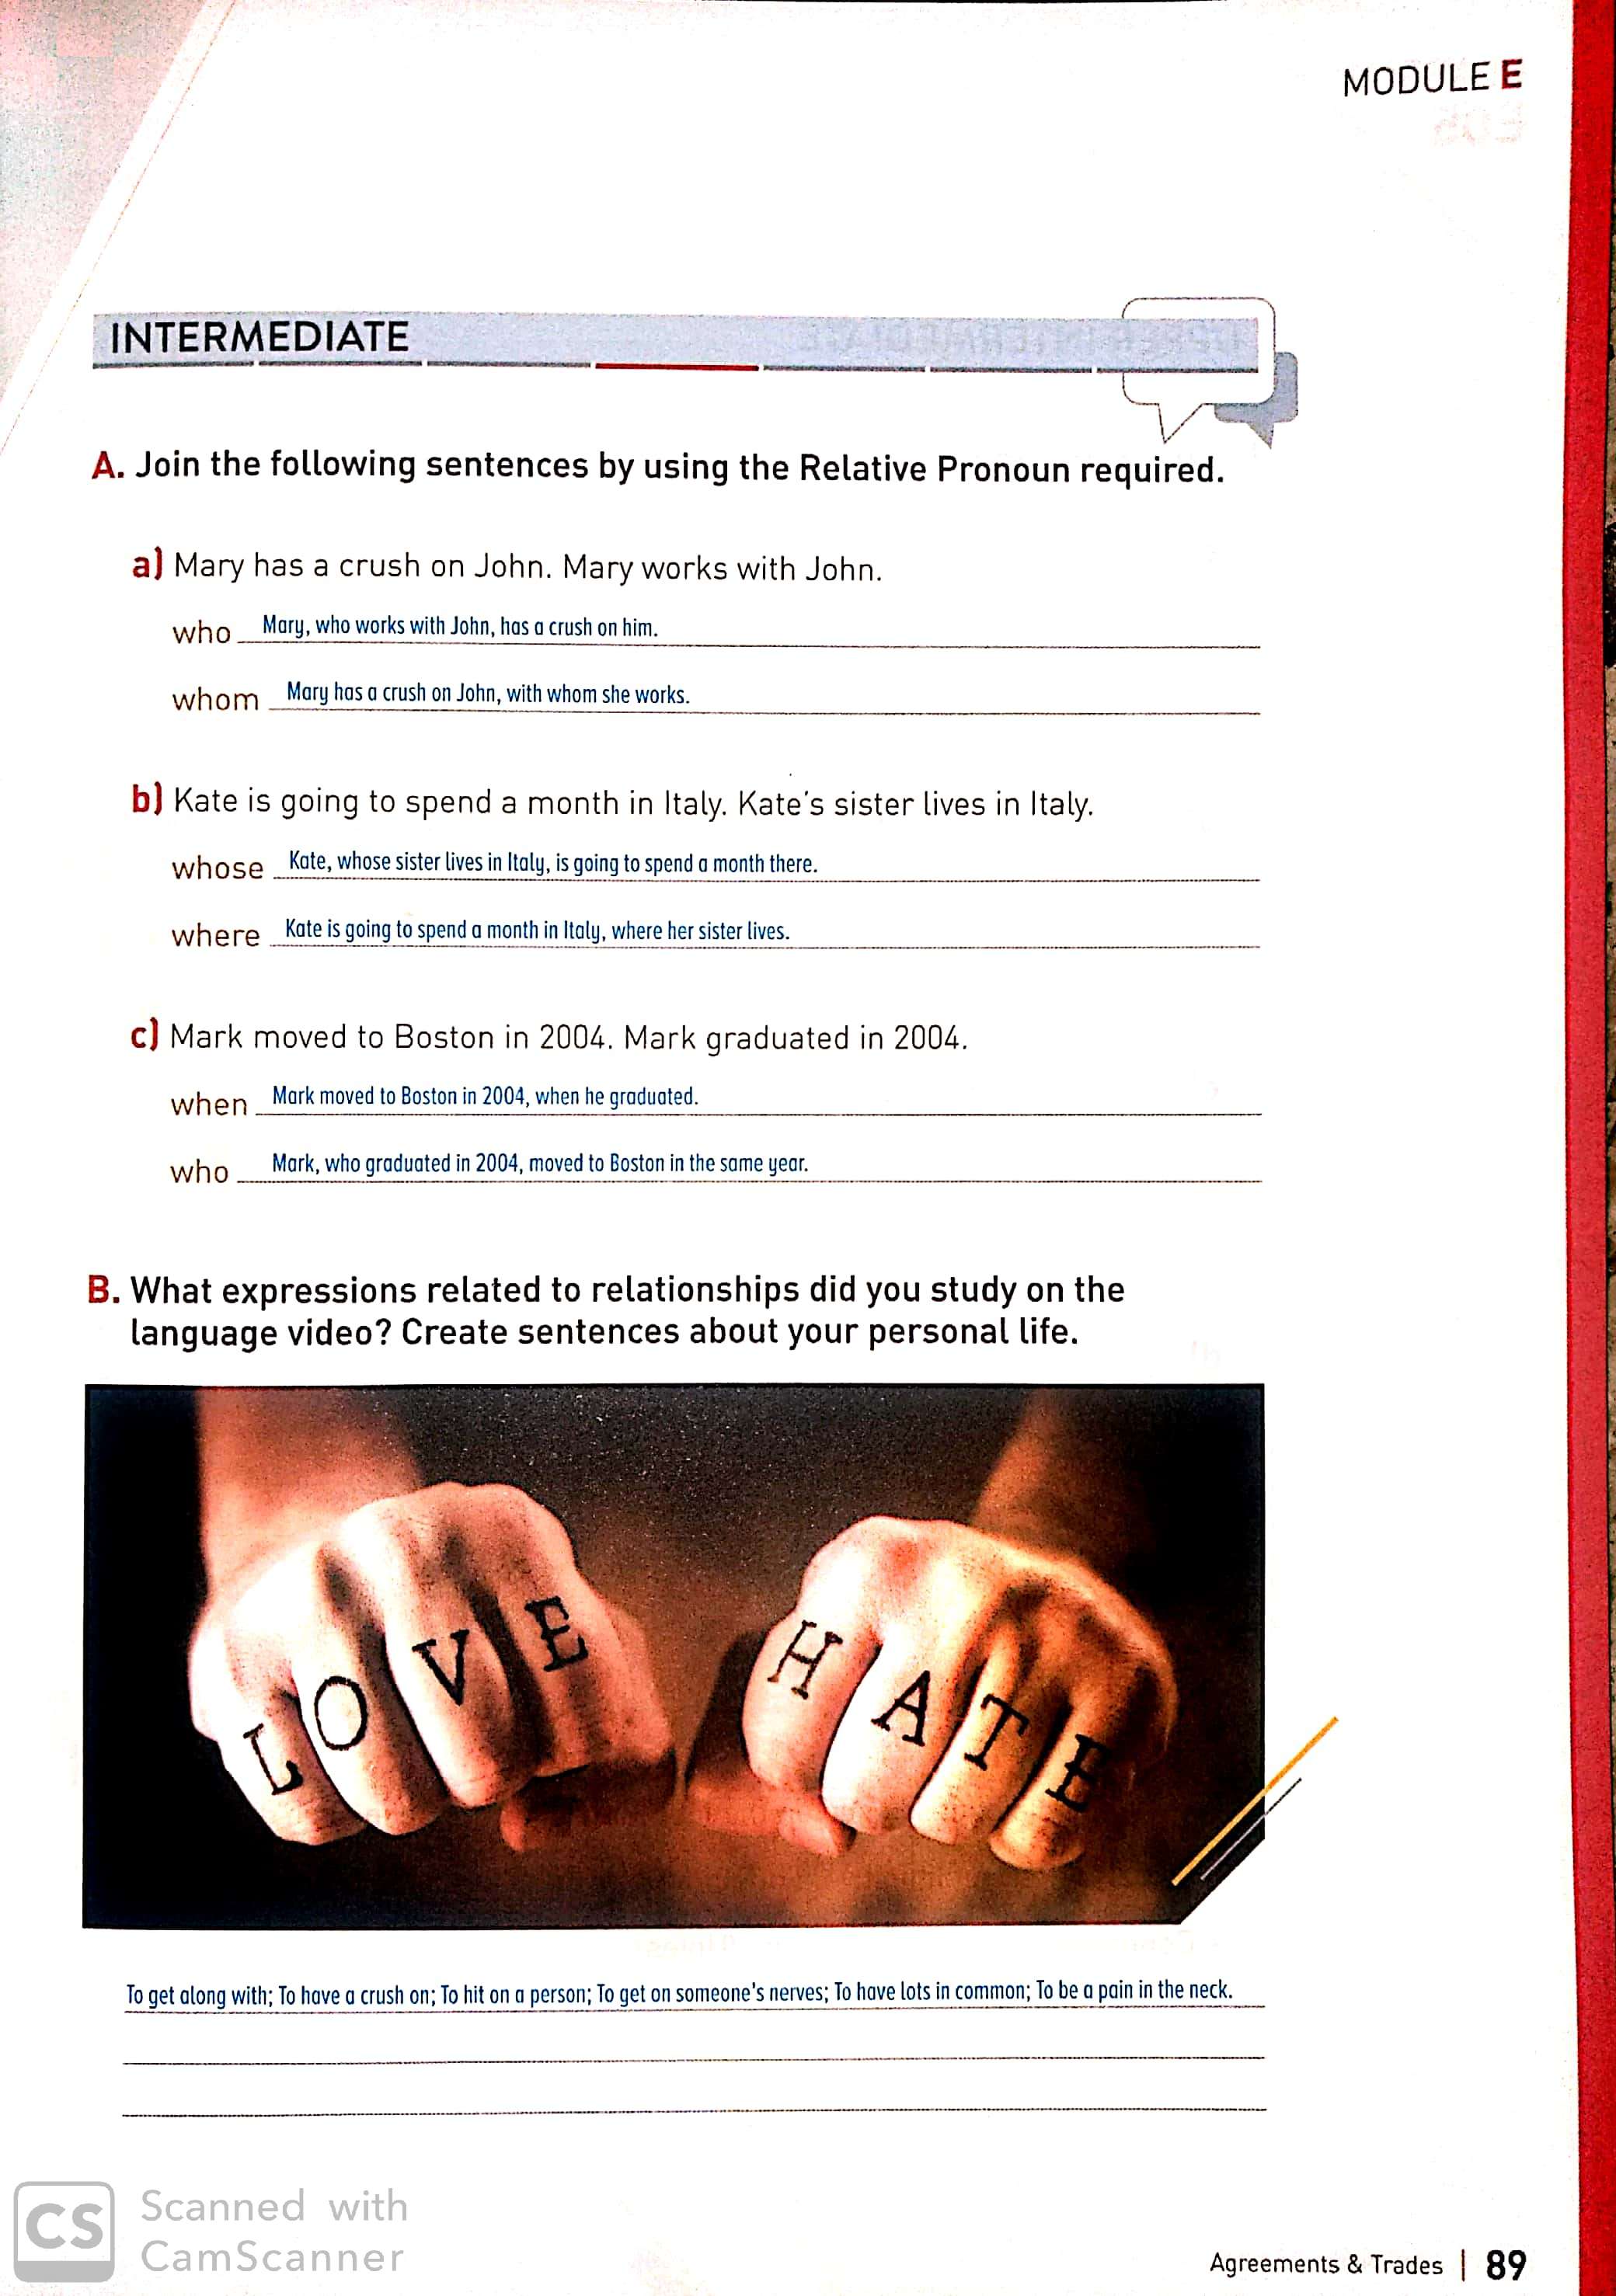 MODULE E
INTERMEDIATE
A. Join the following sentences by using the Relative Pronoun required.
a) Mary has a crush on John. Mary works with John.
who Mary, who works with John, has a crush on him.
whom Mary has a crush on John, with whom she works.
b) Kate is going to spend a month in Italy. Kate's sister lives in Italy.
whose Kate, whose sister lives in Italy, is going to spend a month there.
where Kate is going to spend a month in Italy, where her sister lives.
c) Mark moved to Boston in 2004. Mark graduated in 2004.
when Mark moved to Boston in 2004, when he graduated.
who Mark, who graduated in 2004, moved to Boston in the same year.
B. What expressions related to relationships did you study on the
language video? Create sentences about your personal life.
LOVE HATE
To get along with; To have a crush on; To hit on a person; To get on someone's nerves; To have lots in common; To be a pain in the neck.
CS Scanned with
CamScanner
Agreements & Trades | 89